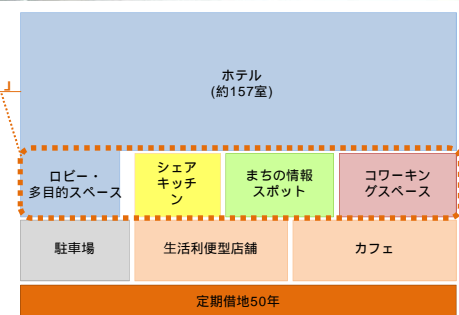 ホテル
(約157室)
ロビー・
多目的スペース
シェア
キッチ
ン
まちの情報
スポット
コワーキン
グスペース
駐車場
生活利便型店舗
カフェ
定期借地50年